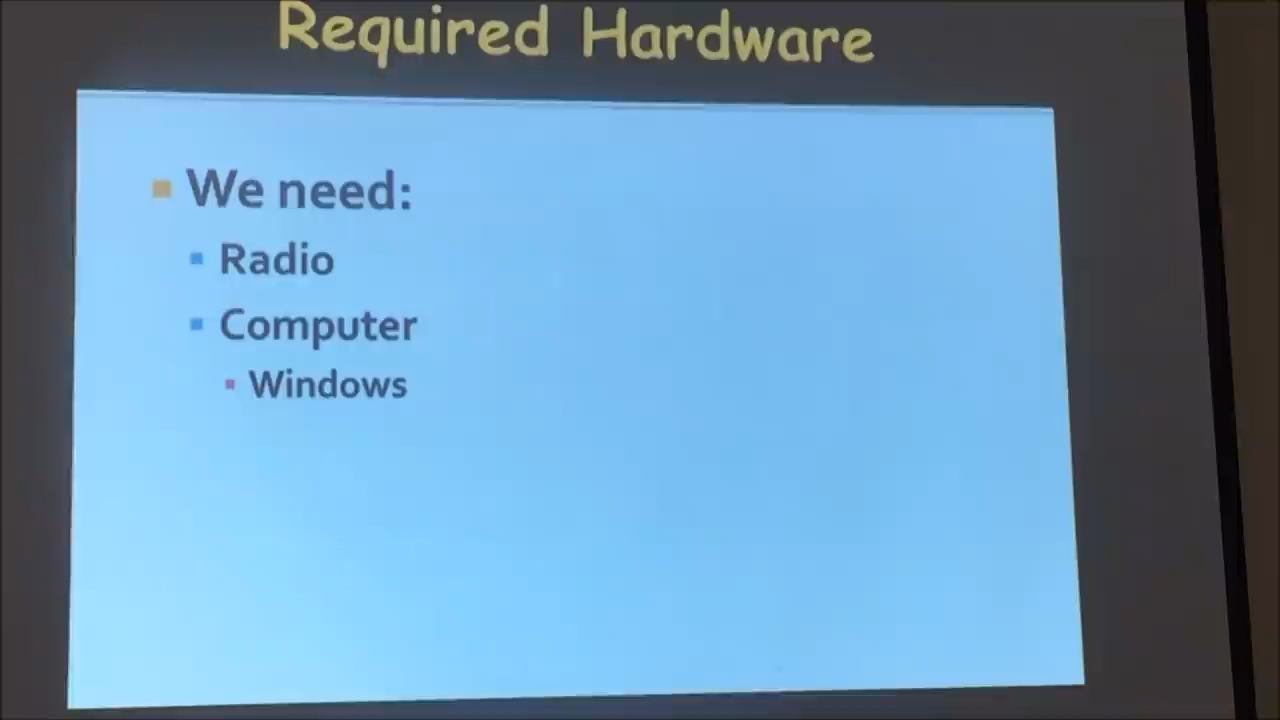 Required Hardware
We need:
Radio
Computer
Windows